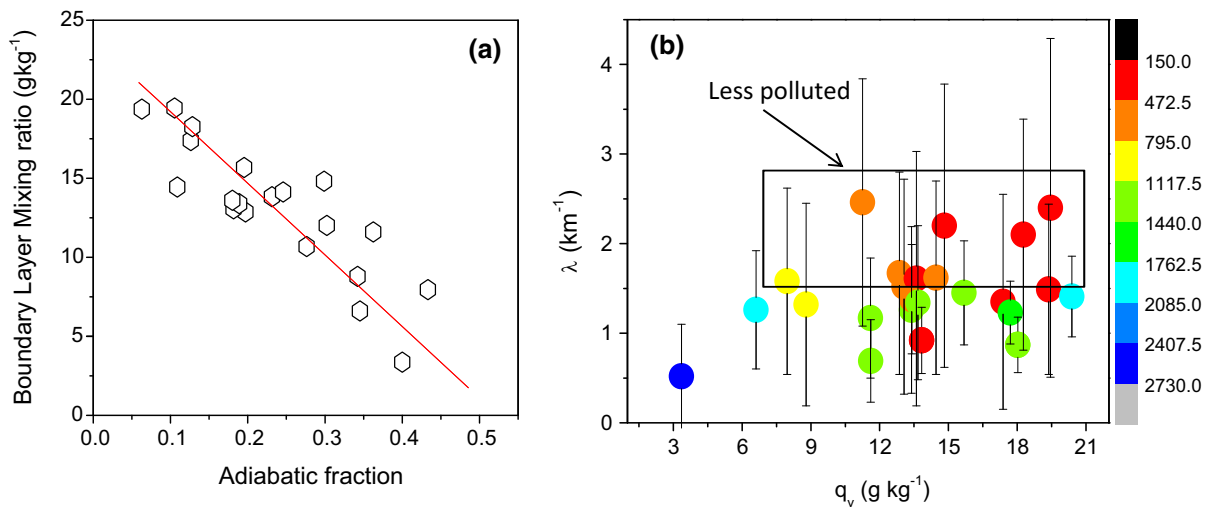 (a)
25
20
15
10
5
0
Boundary Layer Mixing ratio (gkg⁻¹)
0.0 0.1 0.2 0.3 0.4 0.5
Adiabatic fraction
(b)
Less polluted
4
3
2
1
0
λ (km⁻¹)
3 6 9 12 15 18 21
qᵥ (g kg⁻¹)
150.0
472.5
795.0
1117.5
1440.0
1762.5
2085.0
2407.5
2730.0